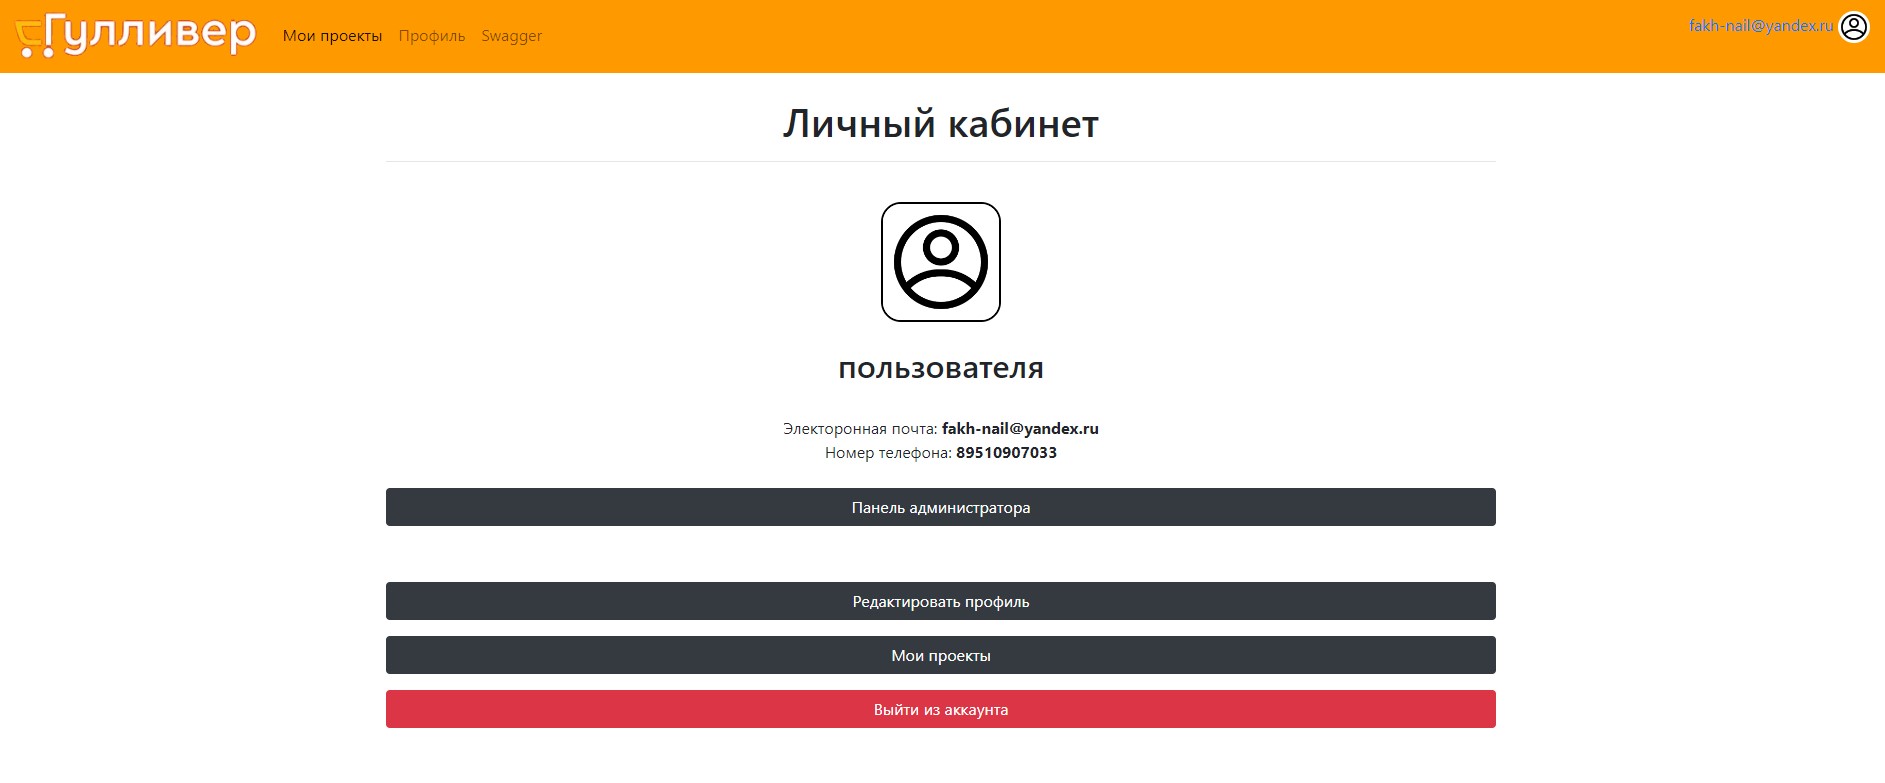 Гулливер
Мои проекты Профиль Swagger
fakh-nail@yandex.ru
Личный кабинет
пользователя
Электоронная почта: fakh-nail@yandex.ru
Номер телефона: 89510907033
Панель администратора
Редактировать профиль
Мои проекты
Выйти из аккаунта